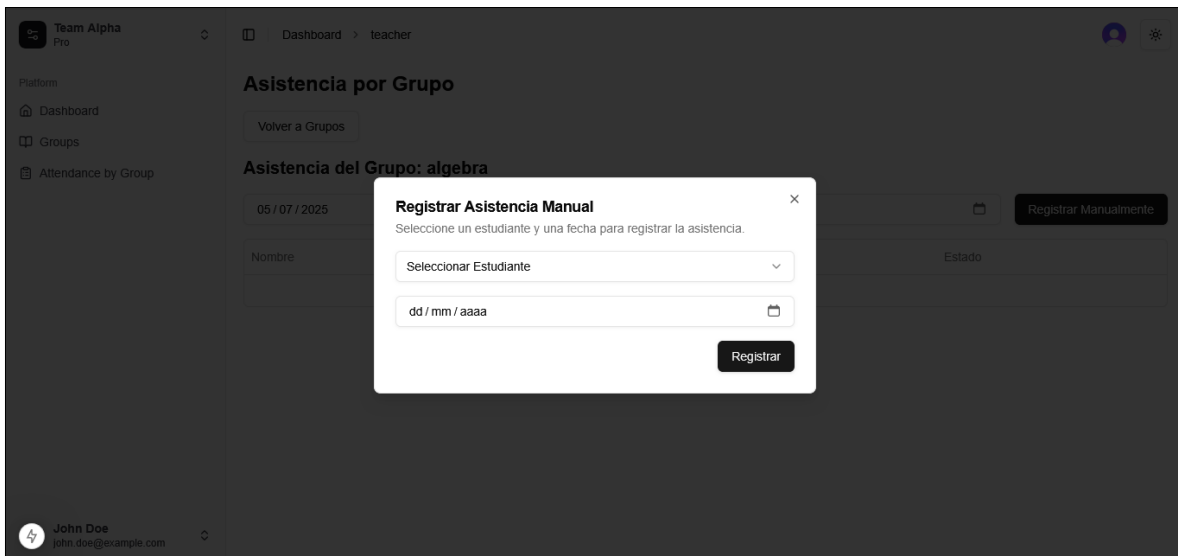 Team Alpha
Pro
Dashboard > teacher
Platform
Dashboard
Groups
Attendance by Group
Asistencia por Grupo
Volver a Grupos
Asistencia del Grupo: algebra
05 / 07 / 2025
Registrar Manualmente
Nombre
Estado
Registrar Asistencia Manual
Seleccione un estudiante y una fecha para registrar la asistencia.
Seleccionar Estudiante
dd / mm / aaaa
Registrar
John Doe
john.doe@example.com